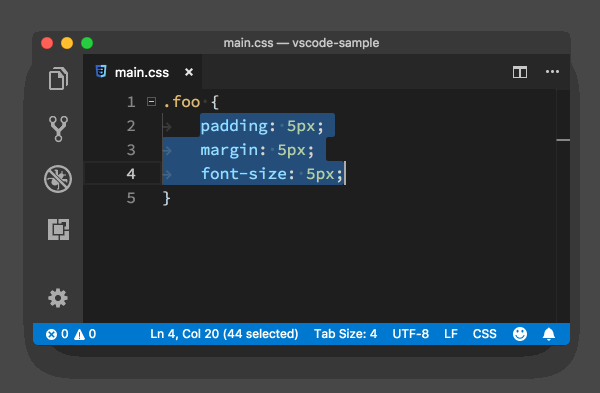 main.css — vscode-sample
main.css
1 .foo {
2 padding: 5px;
3 margin: 5px;
4 font-size: 5px;
5 }
0 0 Ln 4, Col 20 (44 selected) Tab Size: 4 UTF-8 LF CSS